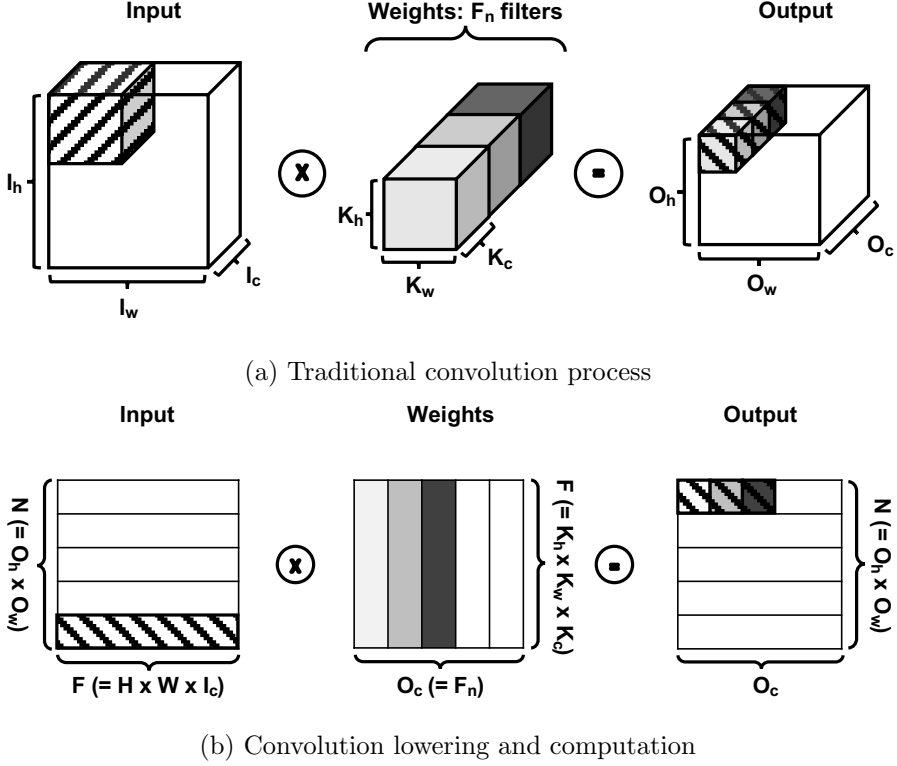 Input
Weights: Fn filters
Output
Ih
X
=
Kh
Oh
Kc
Oc
Ic
Iw
Kw
Ow
(a) Traditional convolution process
Input
Weights
Output
N (= Oh x Ow)
X
F (= Kh x Kw x Kc)
=
N (= Oh x Ow)
F (= H x W x Ic)
Oc (= Fn)
Oc
(b) Convolution lowering and computation